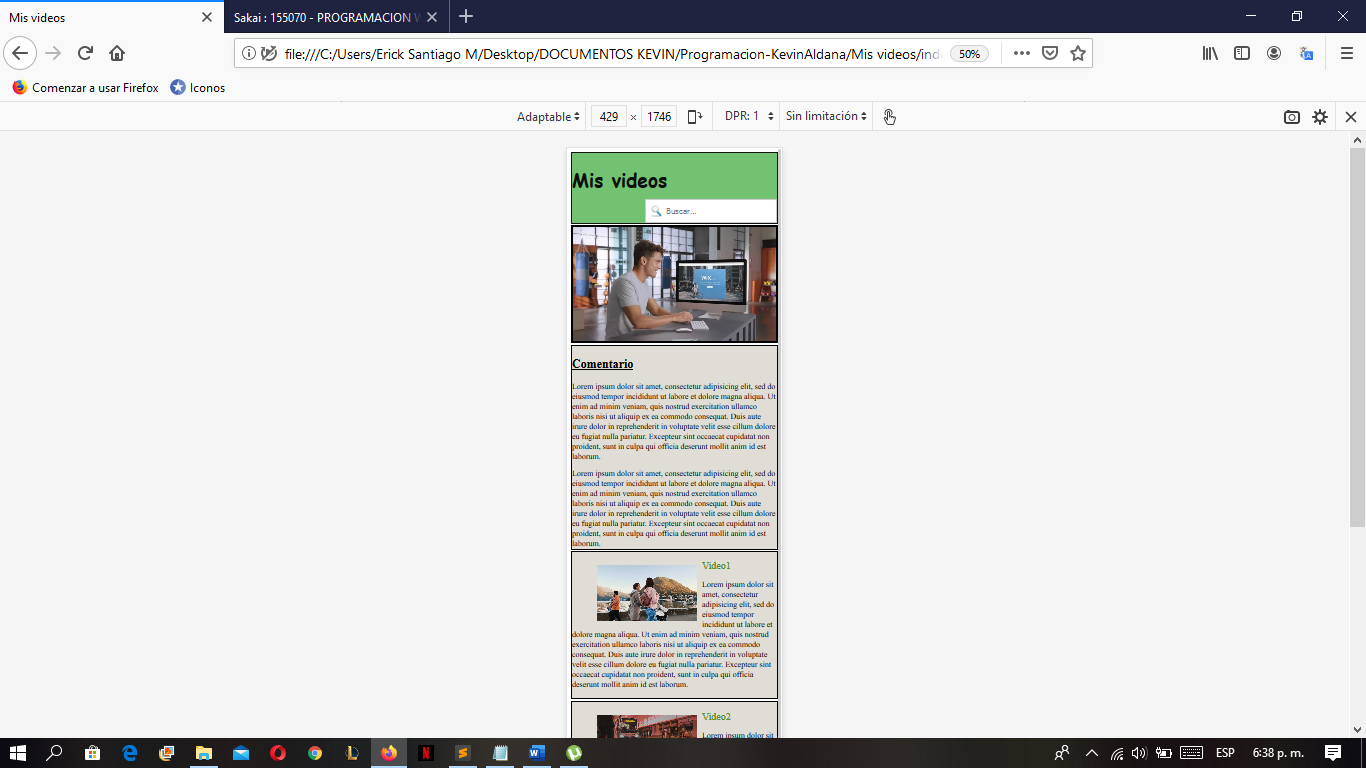 Mis videos
Sakai : 155070 - PROGRAMACION W
file:///C:/Users/Erick Santiago M/Desktop/DOCUMENTOS KEVIN/Programacion-KevinAldana/Mis videos/ind
50%
Comenzar a usar Firefox
Iconos
Adaptable
429 × 1746
DPR: 1
Sin limitación
Mis videos
Buscar...
WiX
Comentario
Lorem ipsum dolor sit amet, consectetur adipisicing elit, sed do
eiusmod tempor incididunt ut labore et dolore magna aliqua. Ut
enim ad minim veniam, quis nostrud exercitation ullamco
laboris nisi ut aliquip ex ea commodo consequat. Duis aute
irure dolor in reprehenderit in voluptate velit esse cillum dolore
eu fugiat nulla pariatur. Excepteur sint occaecat cupidatat non
proident, sunt in culpa qui officia deserunt mollit anim id est
laborum.
Lorem ipsum dolor sit amet, consectetur adipisicing elit, sed do
eiusmod tempor incididunt ut labore et dolore magna aliqua. Ut
enim ad minim veniam, quis nostrud exercitation ullamco
laboris nisi ut aliquip ex ea commodo consequat. Duis aute
irure dolor in reprehenderit in voluptate velit esse cillum dolore
eu fugiat nulla pariatur. Excepteur sint occaecat cupidatat non
proident, sunt in culpa qui officia deserunt mollit anim id est
laborum.
Video1
Lorem ipsum dolor sit
amet, consectetur
adipisicing elit, sed do
eiusmod tempor
incididunt ut labore et
dolore magna aliqua. Ut enim ad minim veniam, quis nostrud
exercitation ullamco laboris nisi ut aliquip ex ea commodo
consequat. Duis aute irure dolor in reprehenderit in voluptate
velit esse cillum dolore eu fugiat nulla pariatur. Excepteur sint
occaecat cupidatat non proident, sunt in culpa qui officia
deserunt mollit anim id est laborum.
Video2
Lorem ipsum dolor sit
ESP
6:38 p. m.